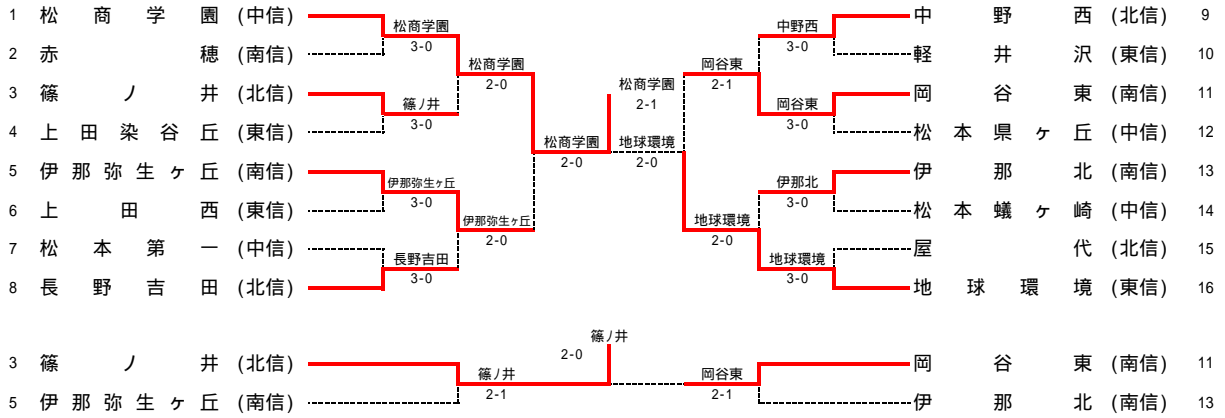 1 松商学園 (中信)
2 赤穂 (南信)
3 篠ノ井 (北信)
4 上田染谷丘 (東信)
5 伊那弥生ヶ丘 (南信)
6 上田西 (東信)
7 松本第一 (中信)
8 長野吉田 (北信)
松商学園
3-0
篠ノ井
3-0
伊那弥生ヶ丘
3-0
長野吉田
3-0
松商学園
2-0
伊那弥生ヶ丘
2-0
松商学園
2-0
松商学園
2-1
地球環境
2-0
岡谷東
2-1
地球環境
2-0
中野西
3-0
岡谷東
3-0
伊那北
3-0
地球環境
3-0
中野西 (北信) 9
軽井沢 (東信) 10
岡谷東 (南信) 11
松本県ヶ丘 (中信) 12
伊那北 (南信) 13
松本蟻ヶ崎 (中信) 14
屋代 (北信) 15
地球環境 (東信) 16
3 篠ノ井 (北信)
5 伊那弥生ヶ丘 (南信)
篠ノ井
2-1
篠ノ井
2-0
岡谷東
2-1
岡谷東 (南信) 11
伊那北 (南信) 13